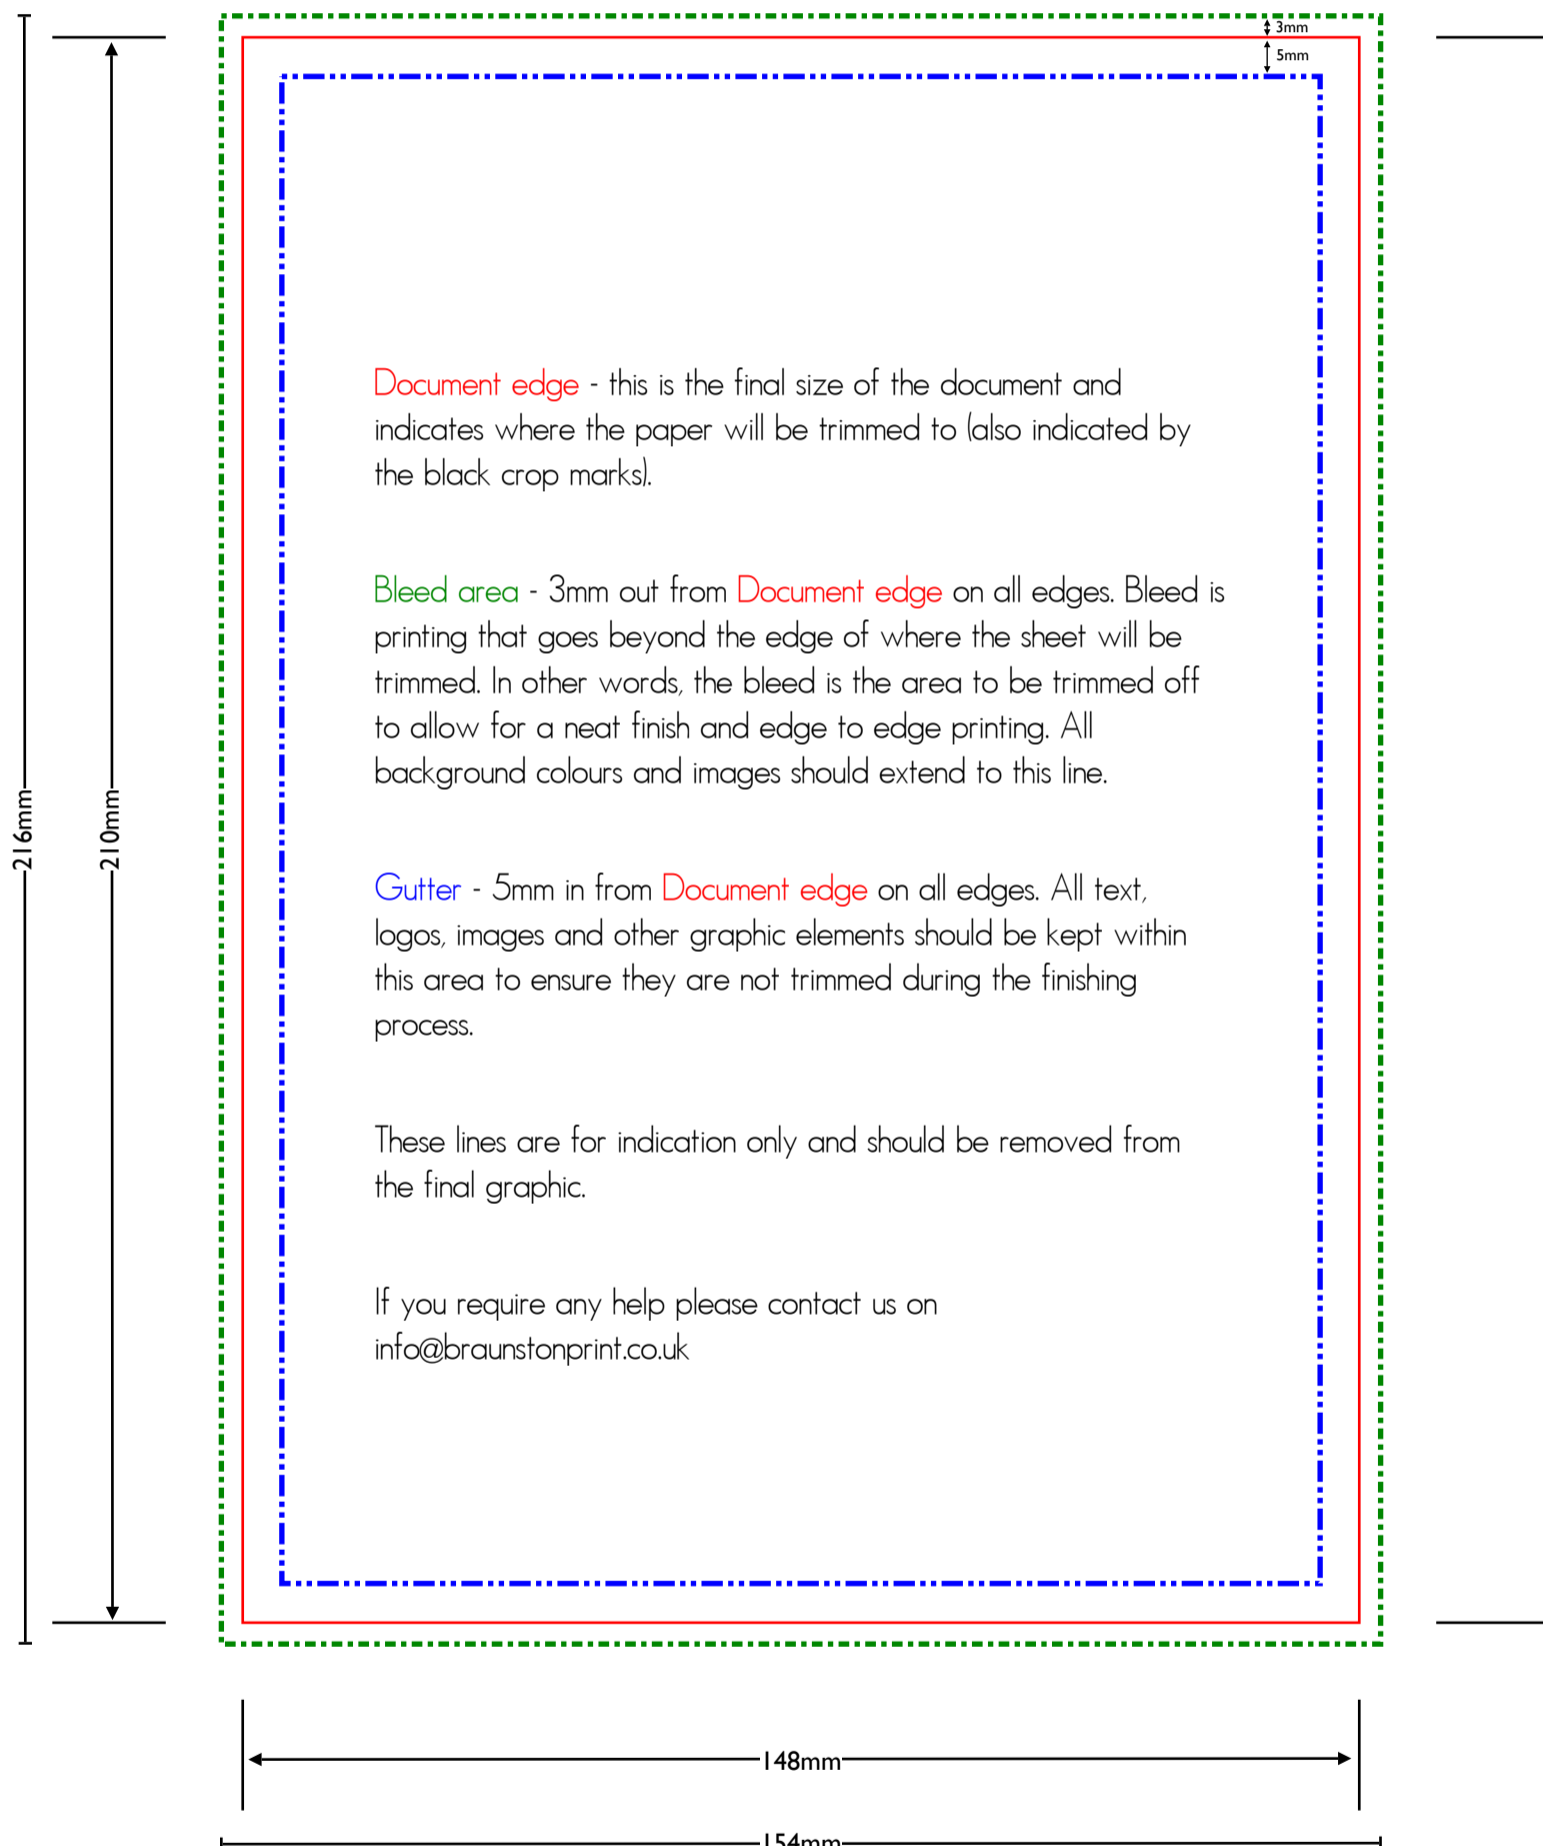 3mm
5mm
Document edge - this is the final size of the document and
indicates where the paper will be trimmed to (also indicated by
the black crop marks).
Bleed area - 3mm out from Document edge on all edges. Bleed is
printing that goes beyond the edge of where the sheet will be
trimmed. In other words, the bleed is the area to be trimmed off
to allow for a neat finish and edge to edge printing. All
background colours and images should extend to this line.
216mm
210mm
Gutter - 5mm in from Document edge on all edges. All text,
logos, images and other graphic elements should be kept within
this area to ensure they are not trimmed during the finishing
process.
These lines are for indication only and should be removed from
the final graphic.
If you require any help please contact us on
info@braunstonprint.co.uk
148mm
154mm